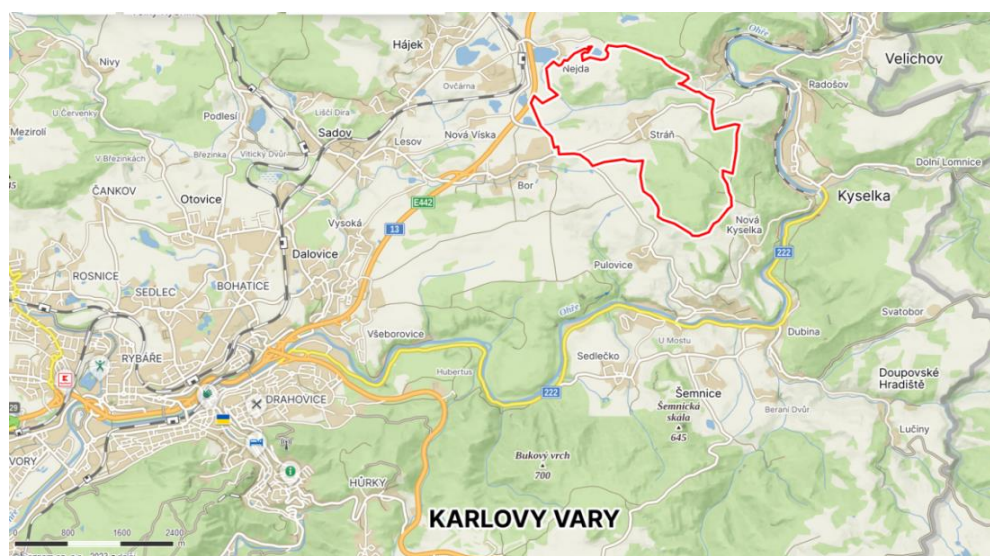 Nivy
Hájek
Ohře
Velichov
Nejda
Ovčárna
Radošov
U Červenky
Podlesí
Liščí Díra
Sadov
Mezirolí
Lesov
Nová Víska
Stráň
V Březinkách
Březinka
Vítický Dvůr
Dolní Lomnice
Bor
ČANKOV
Otovice
E442
Kyselka
Vysoká
13
Nová
Kyselka
Dalovice
222
Pulovice
ROSNICE
SEDLEC
BOHATICE
Ohře
Svatobor
Všeborovice
Dubina
U Mostu
RYBÁŘE
Sedlečko
Hubertus
Doupovské
Hradiště
K
222
Šemnice
DRAHOVICE
Šemnická
skála
645
Beraní Dvůr
29
Lučiny
Bukový vrch
700
VORY
HŮRKY
KARLOVY VARY
0 800 1600 2400
m